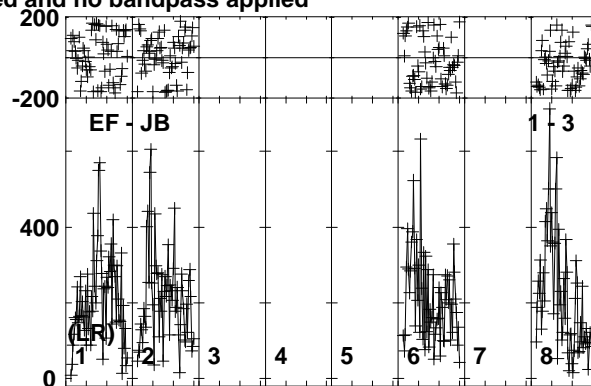 ed and no bandpass applied
200
-200
EF - JB 1 - 3
400
(LR)
1 2 3 4 5 6 7 8
0